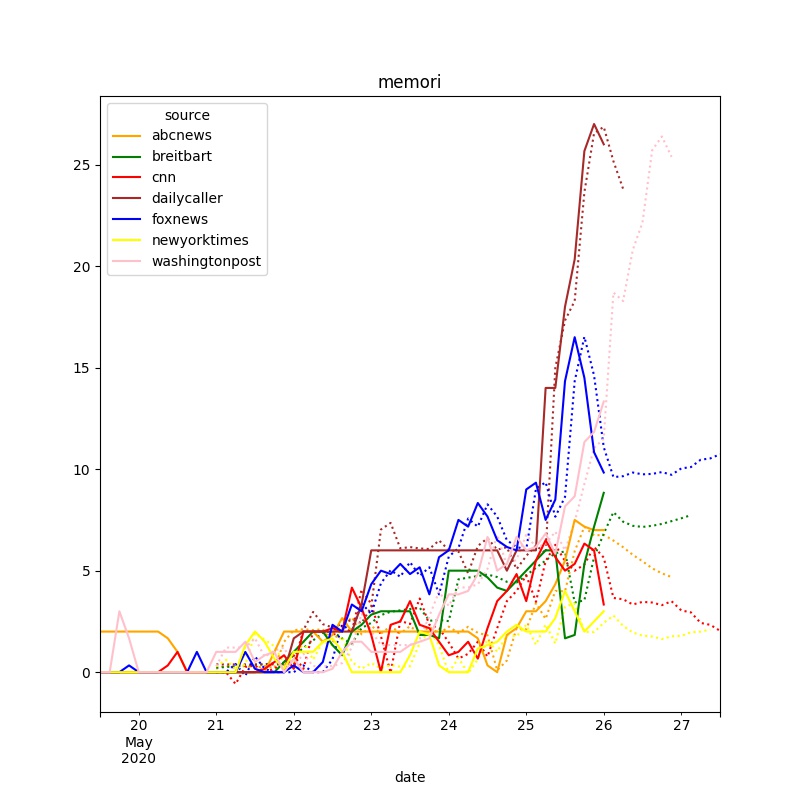 memori
source
abcnews
breitbart
cnn
dailycaller
foxnews
newyorktimes
washingtonpost
25
20
15
10
5
0
20
21
22
23
24
25
26
27
May
2020
date